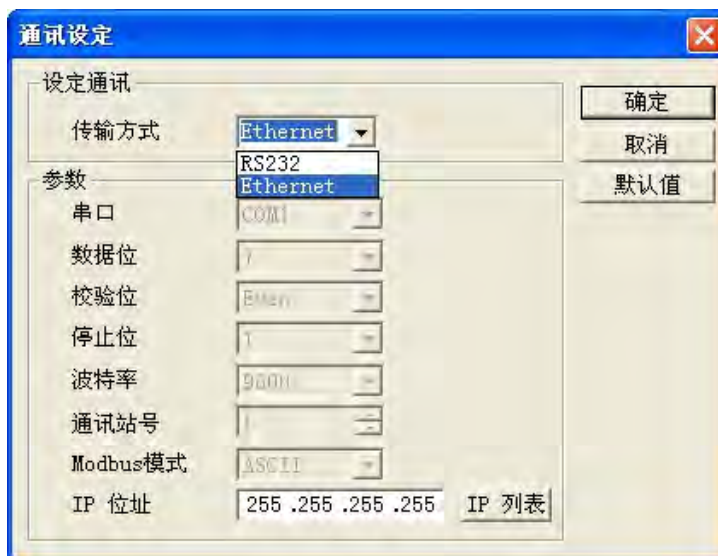 通讯设定
设定通讯
传输方式 Ethernet
RS232
Ethernet
确定
取消
默认值
参数
串口 COM1
数据位 7
校验位 Even
停止位 1
波特率 9600
通讯站号 1
Modbus模式 ASCII
IP 位址 255 .255 .255 .255 IP 列表